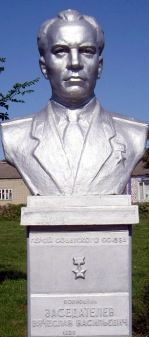 ГЕРОЙ СОВЕТСКОГО СОЮЗА
ЗАСЕДАТЕЛЕВ
ВЯЧЕСЛАВ ВАСИЛЬЕВИЧ